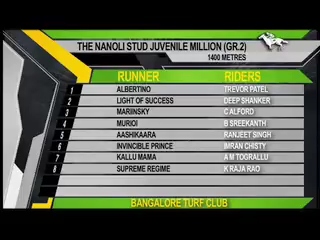 THE NANOLI STUD JUVENILE MILLION (GR.2)
1400 METRES
RUNNER RIDERS
1 ALBERTINO TREVOR PATEL
2 LIGHT OF SUCCESS DEEP SHANKER
3 MARIINSKY C ALFORD
4 MURIOI B SREEKANTH
5 AASHIKAARA RANJEET SINGH
6 INVINCIBLE PRINCE IMRAN CHISTY
7 KALLU MAMA A M TOGRALLU
8 SUPREME REGIME K RAJA RAO
BANGALORE TURF CLUB